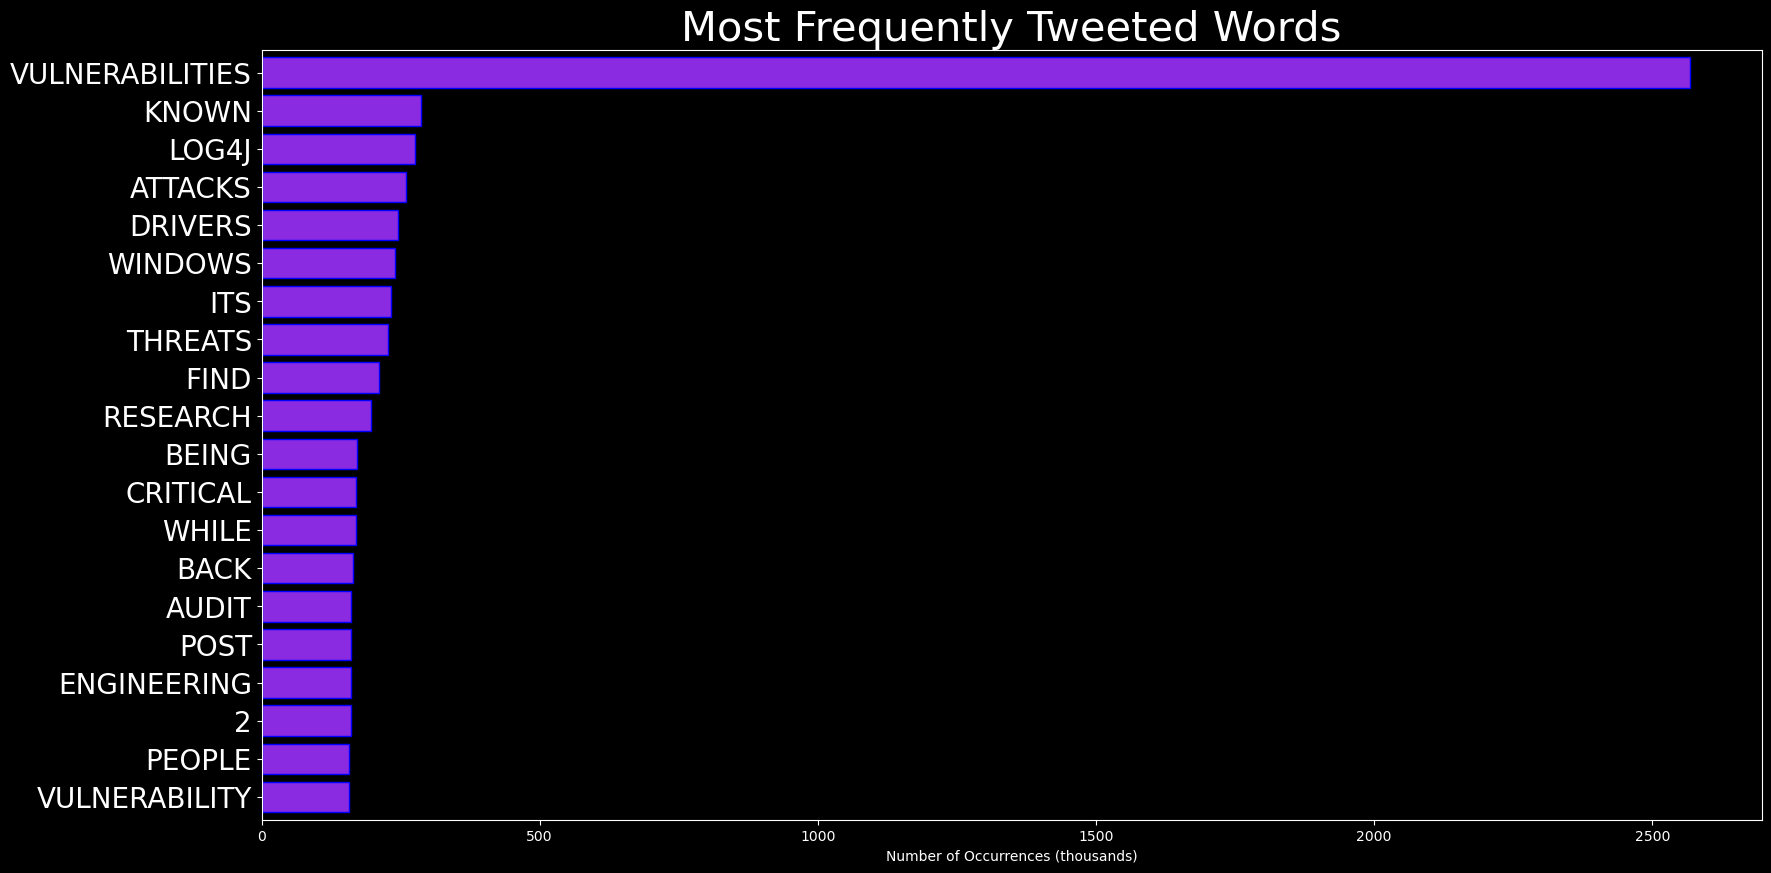 Most Frequently Tweeted Words
VULNERABILITIES
KNOWN
LOG4J
ATTACKS
DRIVERS
WINDOWS
ITS
THREATS
FIND
RESEARCH
BEING
CRITICAL
WHILE
BACK
AUDIT
POST
ENGINEERING
2
PEOPLE
VULNERABILITY
0 500 1000 1500 2000 2500
Number of Occurrences (thousands)